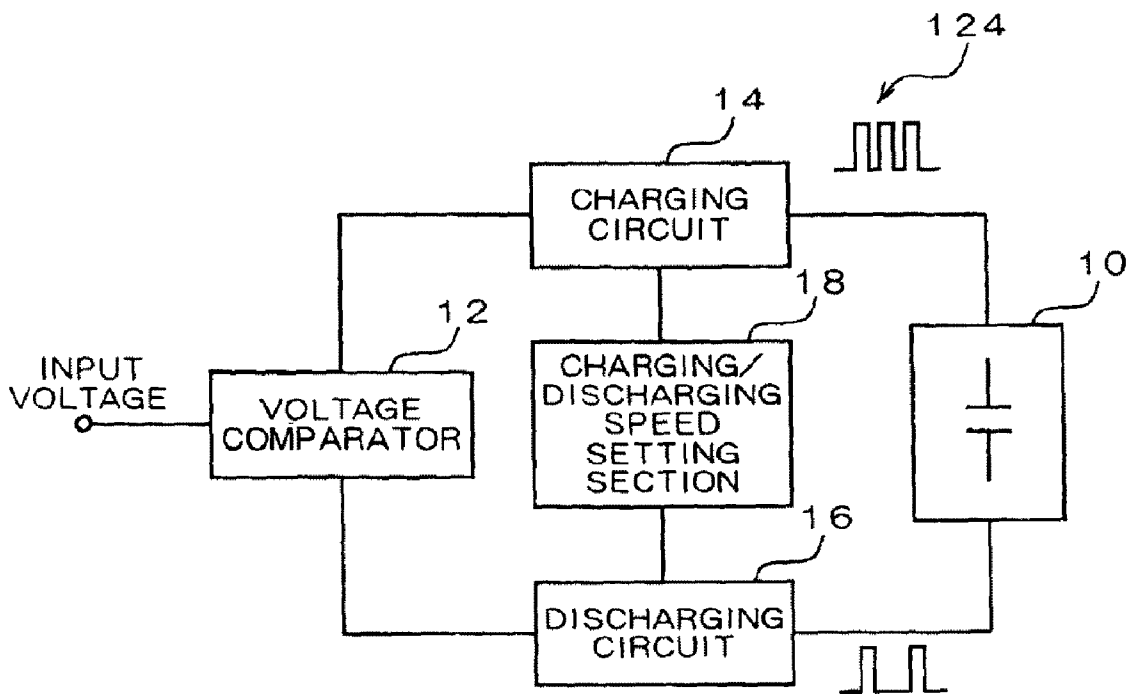 124
14
CHARGING
CIRCUIT
10
18
12
INPUT
VOLTAGE
CHARGING/
DISCHARGING
SPEED
SETTING
SECTION
VOLTAGE
COMPARATOR
16
DISCHARGING
CIRCUIT